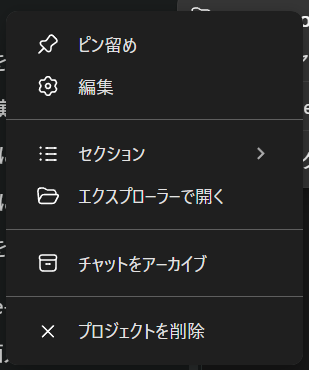 ピン留め
編集
セクション
エクスプローラーで開く
チャットをアーカイブ
プロジェクトを削除